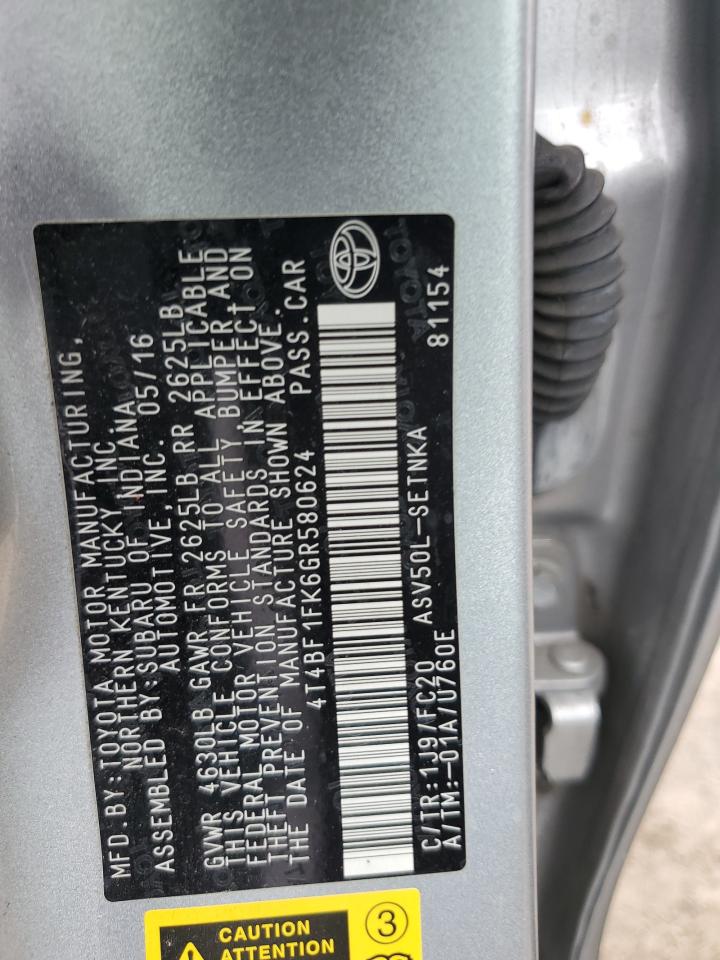 MFD. BY: TOYOTA MOTOR MANUFACTURING,
NORTHERN KENTUCKY INC.
ASSEMBLED BY: SUBARU OF INDIANA
AUTOMOTIVE, INC. 05/16
GVWR 4630LB GAWR FR 2625LB RR 2625LB
THIS VEHICLE CONFORMS TO ALL APPLICABLE
FEDERAL MOTOR VEHICLE SAFETY BUMPER AND
THEFT PREVENTION STANDARDS IN EFFECT ON
THE DATE OF MANUFACTURE SHOWN ABOVE.
4T4BF1FK6GR580624 PASS. CAR
C/TR: 1J9/FC20 ASV50L-SETNKA
A/TM: -01A/U760E 81154
TOYOTA
CAUTION
ATTENTION
3